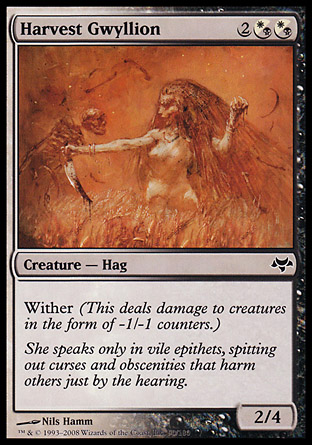 Harvest Gwyllion 2
Creature — Hag
Wither (This deals damage to creatures
in the form of -1/-1 counters.)
She speaks only in vile epithets, spitting
out curses and obscenities that harm
others just by the hearing.
Nils Hamm
™ & © 1993–2008 Wizards of the Coast
2/4